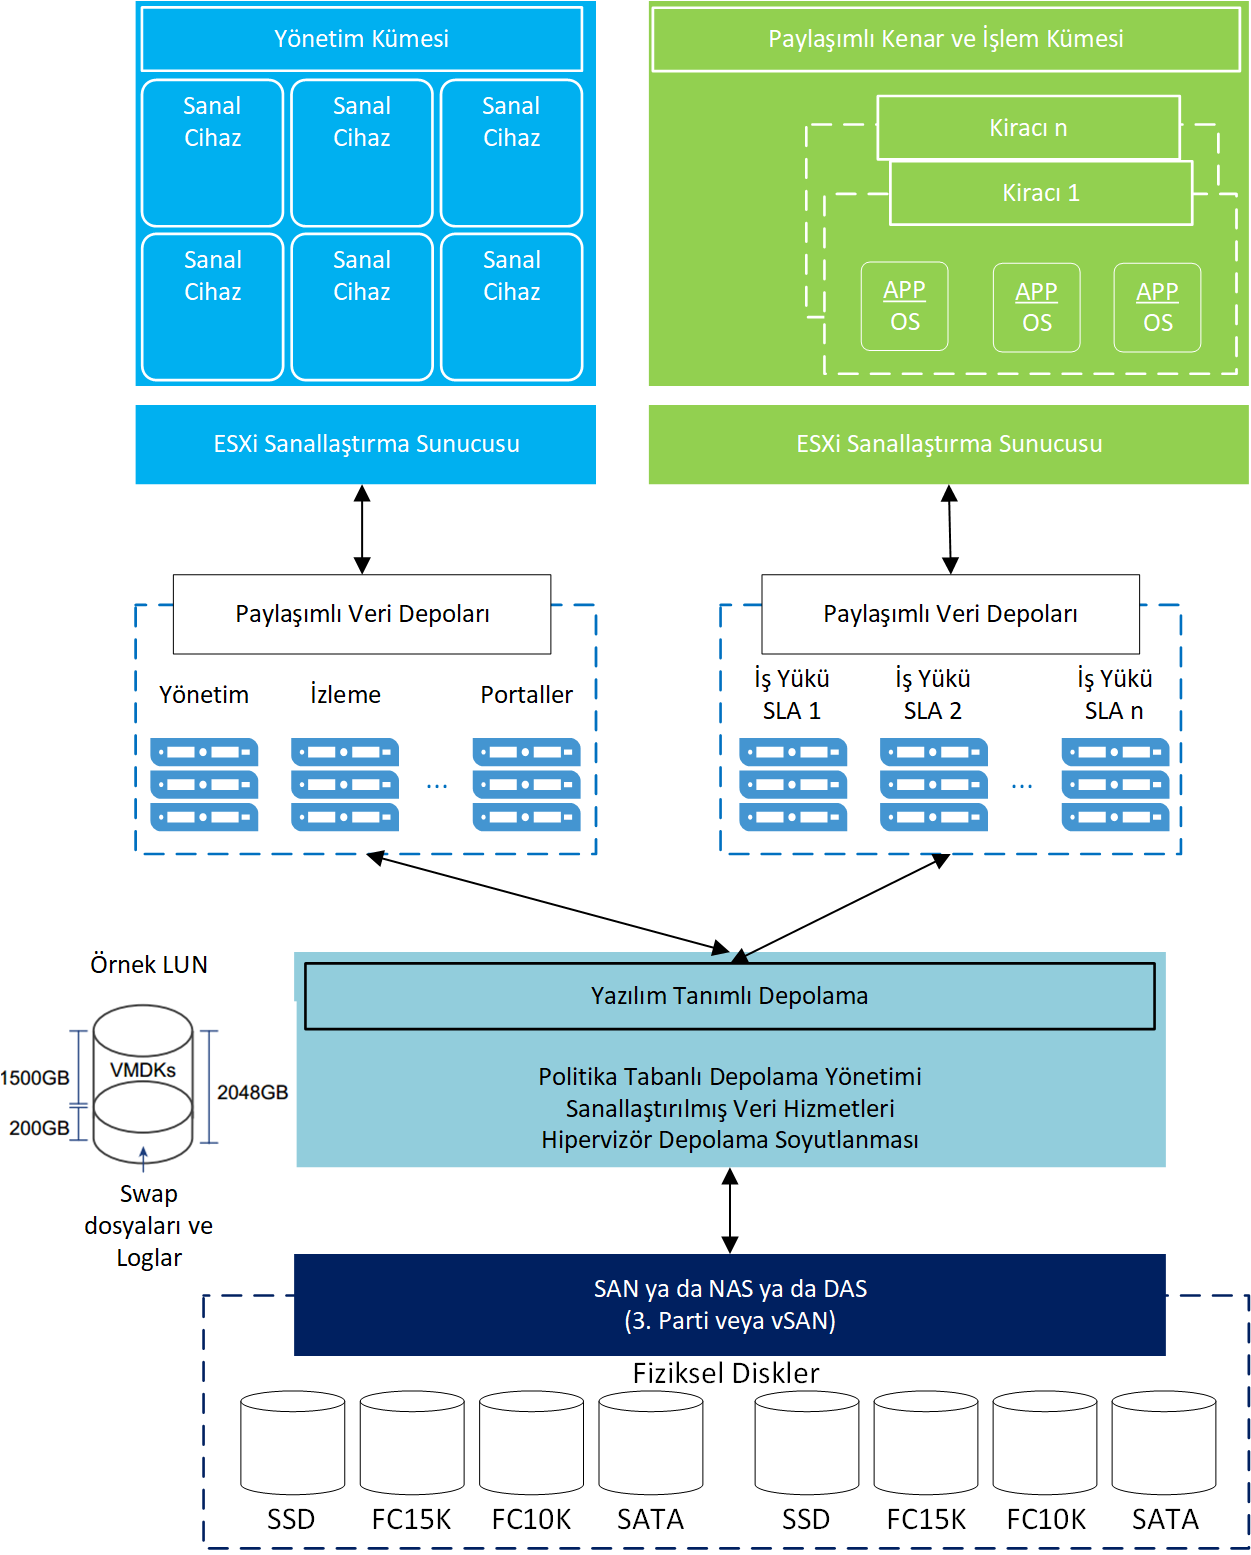 Yönetim Kümesi
Sanal
Cihaz
Sanal
Cihaz
Sanal
Cihaz
Sanal
Cihaz
Sanal
Cihaz
Sanal
Cihaz
ESXi Sanallaştırma Sunucusu
Paylaşımlı Kenar ve İşlem Kümesi
Kiracı n
Kiracı 1
APP
OS
APP
OS
APP
OS
ESXi Sanallaştırma Sunucusu
Paylaşımlı Veri Depoları
Yönetim
İzleme
Portaller
...
Paylaşımlı Veri Depoları
İş Yükü
SLA 1
İş Yükü
SLA 2
İş Yükü
SLA n
...
Örnek LUN
VMDKs
1500GB
200GB
2048GB
Swap
dosyaları ve
Loglar
Yazılım Tanımlı Depolama
Politika Tabanlı Depolama Yönetimi
Sanallaştırılmış Veri Hizmetleri
Hipervizör Depolama Soyutlanması
SAN ya da NAS ya da DAS
(3. Parti veya vSAN)
Fiziksel Diskler
SSD
FC15K
FC10K
SATA
SSD
FC15K
FC10K
SATA